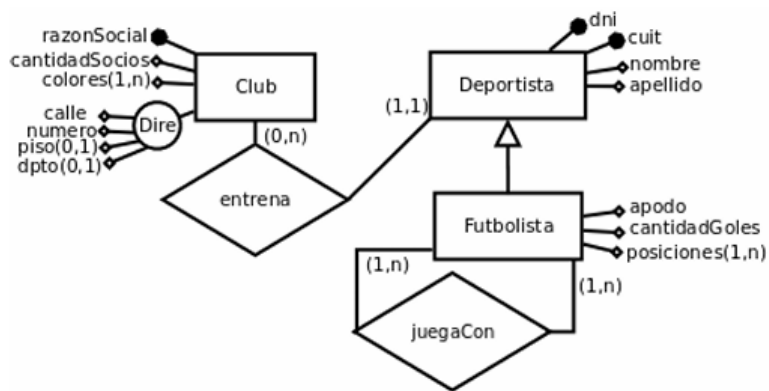 razonSocial
cantidadSocios
colores(1,n)
Club
calle
numero
piso(0,1)
dpto(0,1)
Dire
(0,n)
entrena
(1,1)
dni
cuit
nombre
apellido
Deportista
Futbolista
apodo
cantidadGoles
posiciones(1,n)
(1,n)
(1,n)
juegaCon